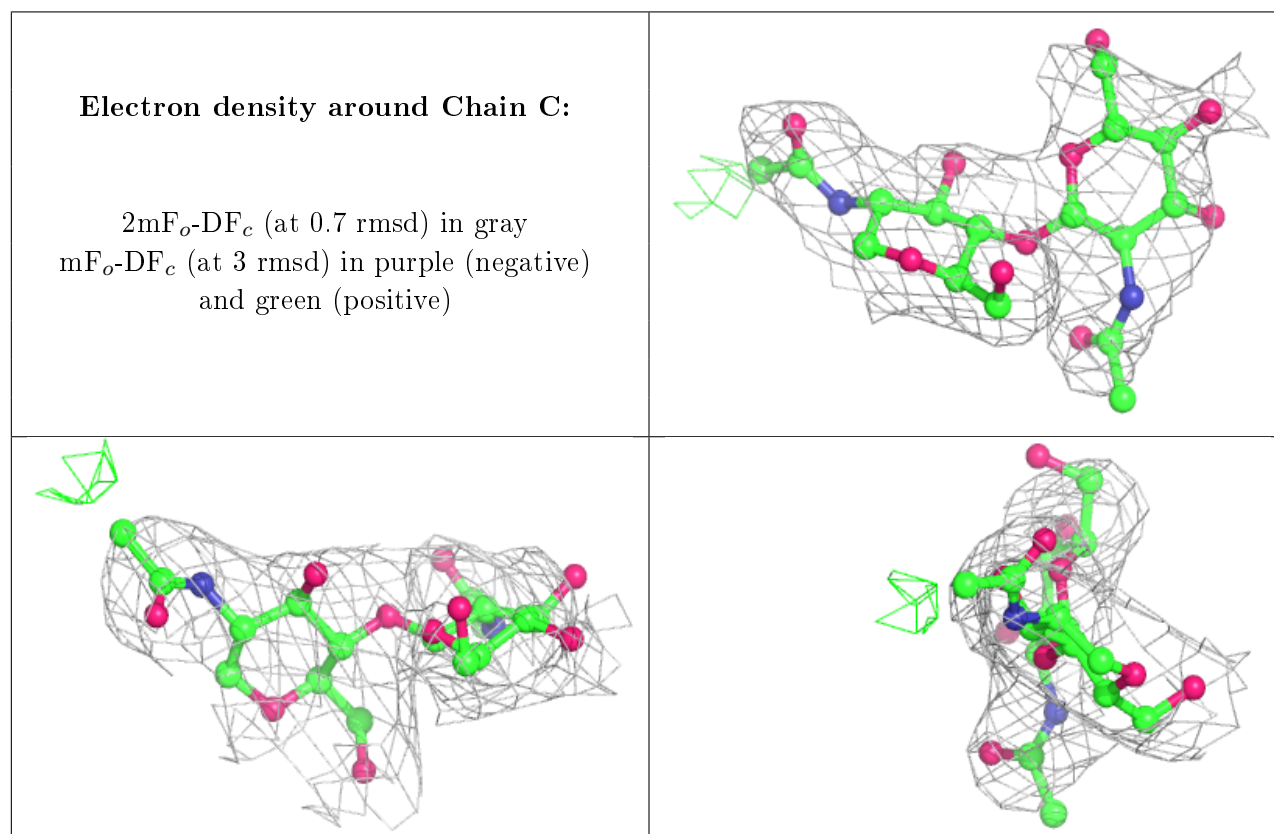 Electron density around Chain C:
2mFₒ-DF𝒸 (at 0.7 rmsd) in gray
mFₒ-DF𝒸 (at 3 rmsd) in purple (negative)
and green (positive)